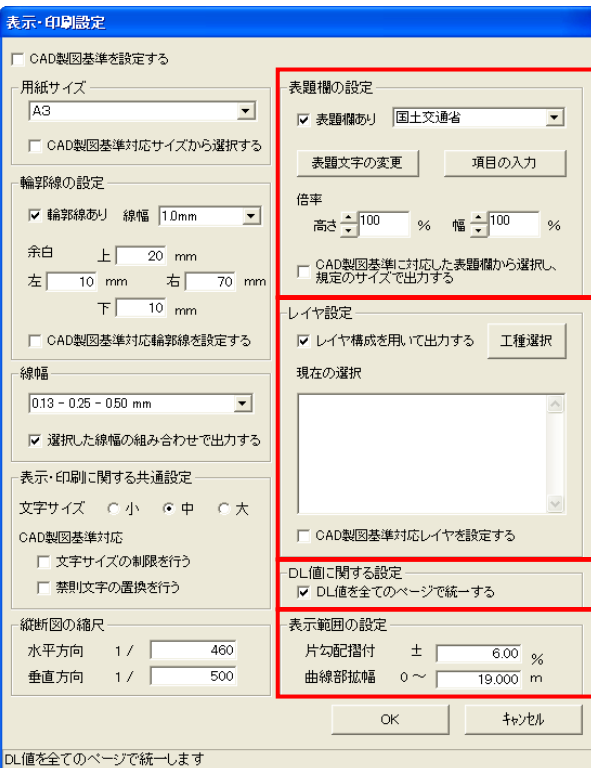 表示・印刷設定
CAD製図基準を設定する
用紙サイズ
A3
CAD製図基準対応サイズから選択する
輪郭線の設定
輪郭線あり 線幅 1.0mm
余白 上 20 mm
左 10 mm 右 70 mm
下 10 mm
CAD製図基準対応輪郭線を設定する
線幅
0.13 - 0.25 - 0.50 mm
選択した線幅の組み合わせで出力する
表示・印刷に関する共通設定
文字サイズ 小 中 大
CAD製図基準対応
文字サイズの制限を行う
禁則文字の置換を行う
縦断図の縮尺
水平方向 1 / 460
垂直方向 1 / 500
表題欄の設定
表題欄あり 国土交通省
表題文字の変更 項目の入力
倍率
高さ 100 % 幅 100 %
CAD製図基準に対応した表題欄から選択し、
規定のサイズで出力する
レイヤ設定
レイヤ構成を用いて出力する 工種選択
現在の選択
CAD製図基準対応レイヤを設定する
DL値に関する設定
DL値を全てのページで統一する
表示範囲の設定
片勾配摺付 ± 6.00 %
曲線部拡幅 0 ~ 19.000 m
OK キャンセル
DL値を全てのページで統一します